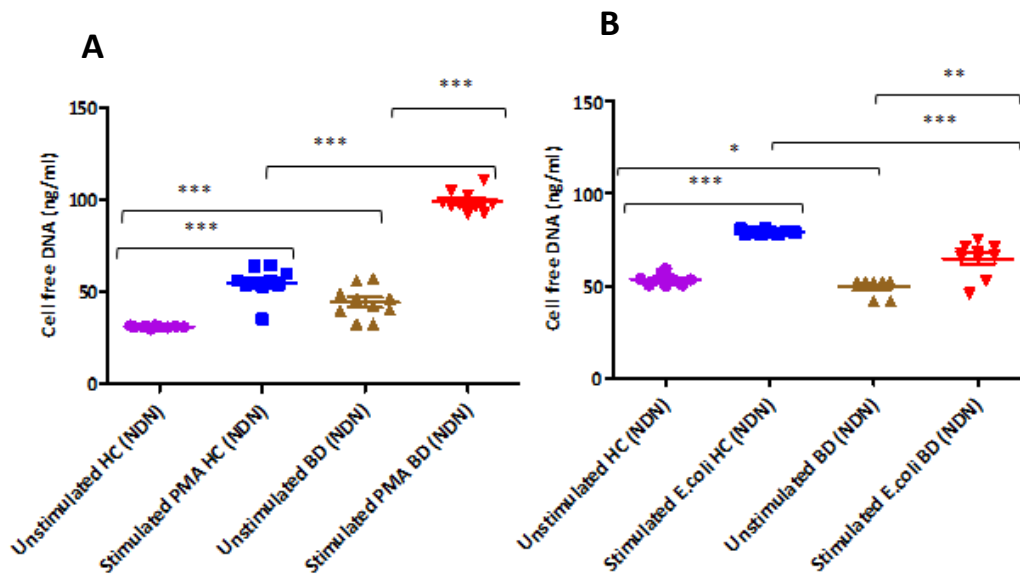 A
Cell free DNA (ng/ml)
150
100
50
0
***
***
***
***
Unstimulated HC (NDN)
Stimulated PMA HC (NDN)
Unstimulated BD (NDN)
Stimulated PMA BD (NDN)
B
Cell free DNA (ng/ml)
150
100
50
0
**
***
*
***
Unstimulated HC (NDN)
Stimulated E.coli HC (NDN)
Unstimulated BD (NDN)
Stimulated E.coli BD (NDN)